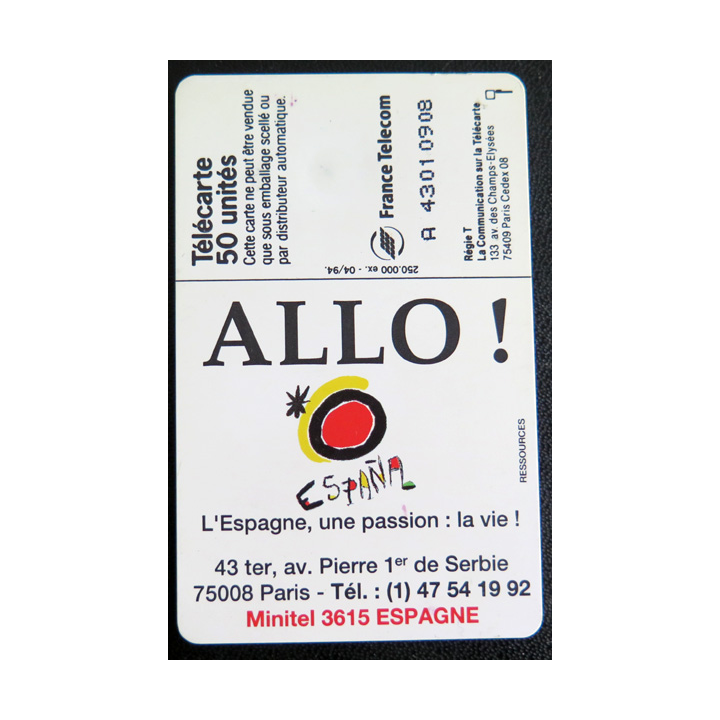 Télécarte
50 unités
Cette carte ne peut être vendue
que sous emballage scellé ou
par distributeur automatique.
France Telecom
A 43010908
Régie T
La Communication sur la Télécarte
133 av. des Champs-Elysées
75409 Paris Cedex 08
250.000 ex. - 04/94.
ALLO !
ESPAÑA
RESSOURCES
L'Espagne, une passion : la vie !
43 ter, av. Pierre 1er de Serbie
75008 Paris - Tél. : (1) 47 54 19 92
Minitel 3615 ESPAGNE